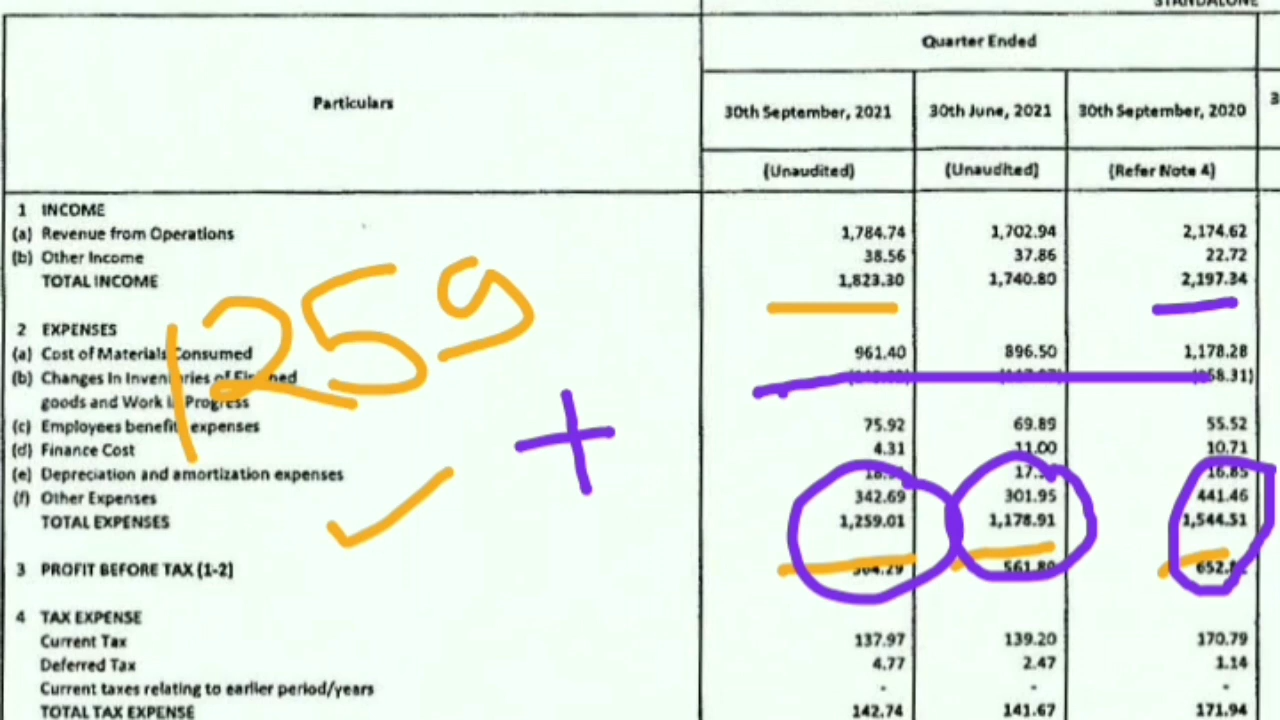 STANDALONE
Quarter Ended
Particulars 30th September, 2021 30th June, 2021 30th September, 2020 3
(Unaudited) (Unaudited) (Refer Note 4)
1 INCOME
(a) Revenue from Operations 1,784.74 1,702.94 2,174.62
(b) Other Income 38.56 37.86 22.72
TOTAL INCOME 1,823.30 1,740.80 2,197.34
1259
2 EXPENSES
(a) Cost of Materials Consumed 961.40 896.50 1,178.28
(b) Changes In Inventories of Finished
goods and Work in Progress
(c) Employees benefit expenses 75.92 69.89 55.52
(d) Finance Cost 4.31 11.00 10.71
+
(e) Depreciation and amortization expenses 16.85
(f) Other Expenses 342.69 301.95 441.46
TOTAL EXPENSES 1,259.01 1,178.91 1,544.51
3 PROFIT BEFORE TAX (1-2) 564.29 561.89
4 TAX EXPENSE
Current Tax 137.97 139.20 170.79
Deferred Tax 4.77 2.47 1.14
Current taxes relating to earlier period/years - - -
TOTAL TAX EXPENSE 142.74 141.67 171.94